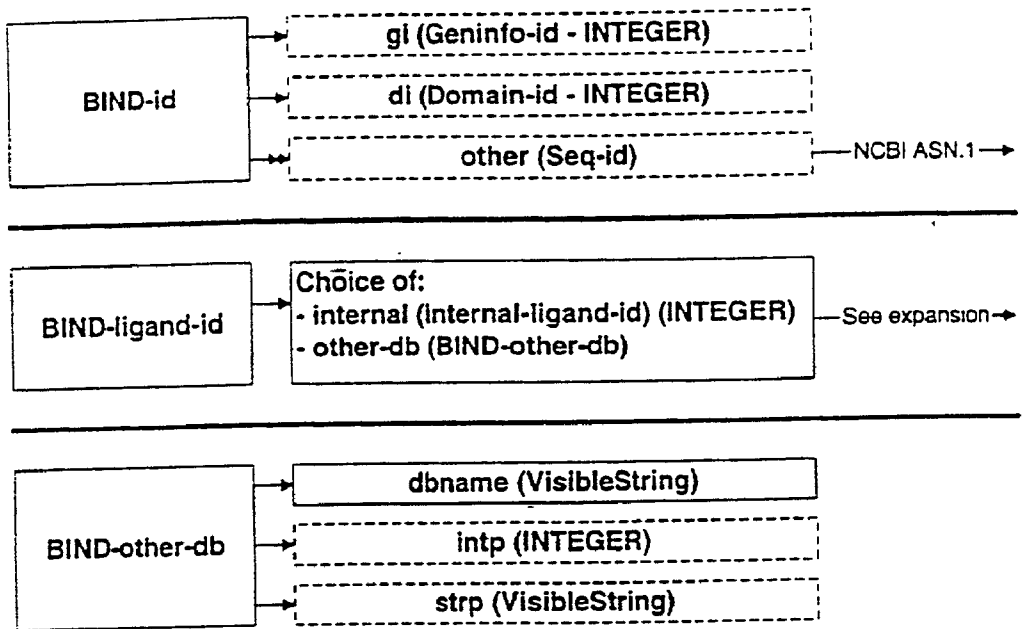 gi (Geninfo-id - INTEGER)
BIND-id
di (Domain-id - INTEGER)
other (Seq-id)
NCBI ASN.1
BIND-ligand-id
Choice of:
- internal (Internal-ligand-id) (INTEGER)
- other-db (BIND-other-db)
See expansion
dbname (VisibleString)
BIND-other-db
intp (INTEGER)
strp (VisibleString)